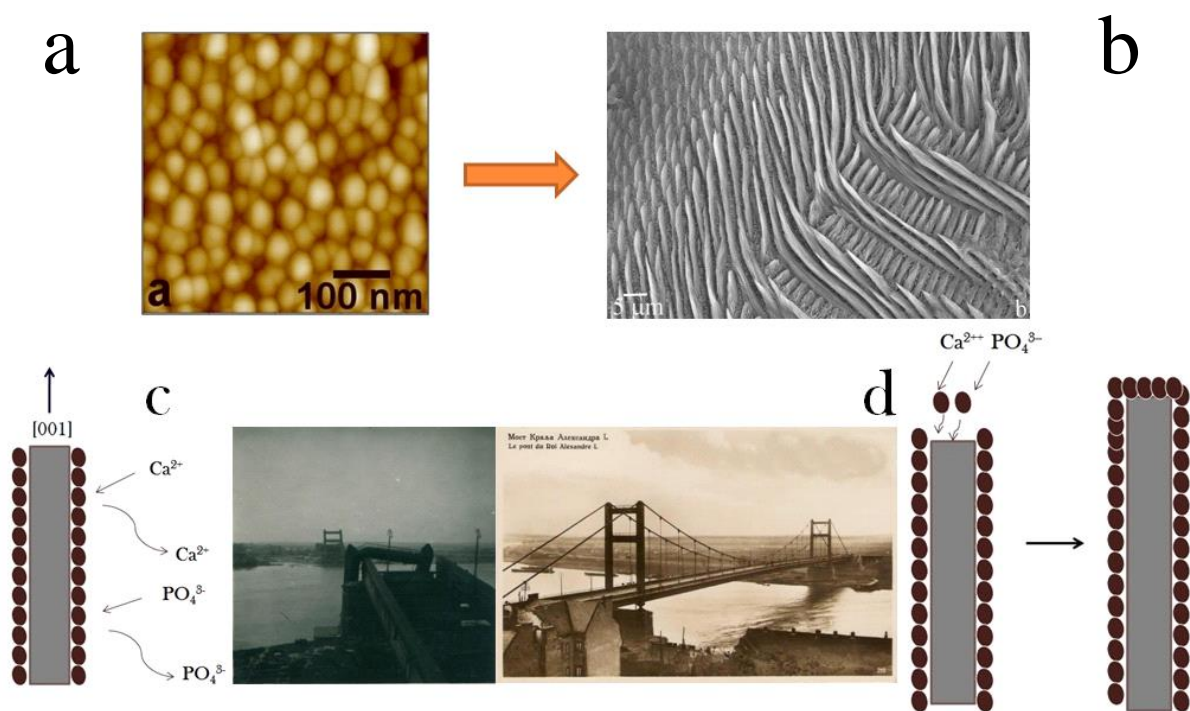 a
b
a
100 nm
5 µm
b
Ca²⁺⁺ PO₄³⁻
c
d
[001]
Ca²⁺
Ca²⁺
PO₄³⁻
PO₄³⁻
Мост Краља Александра I.
Le pont du Roi Alexandre I.